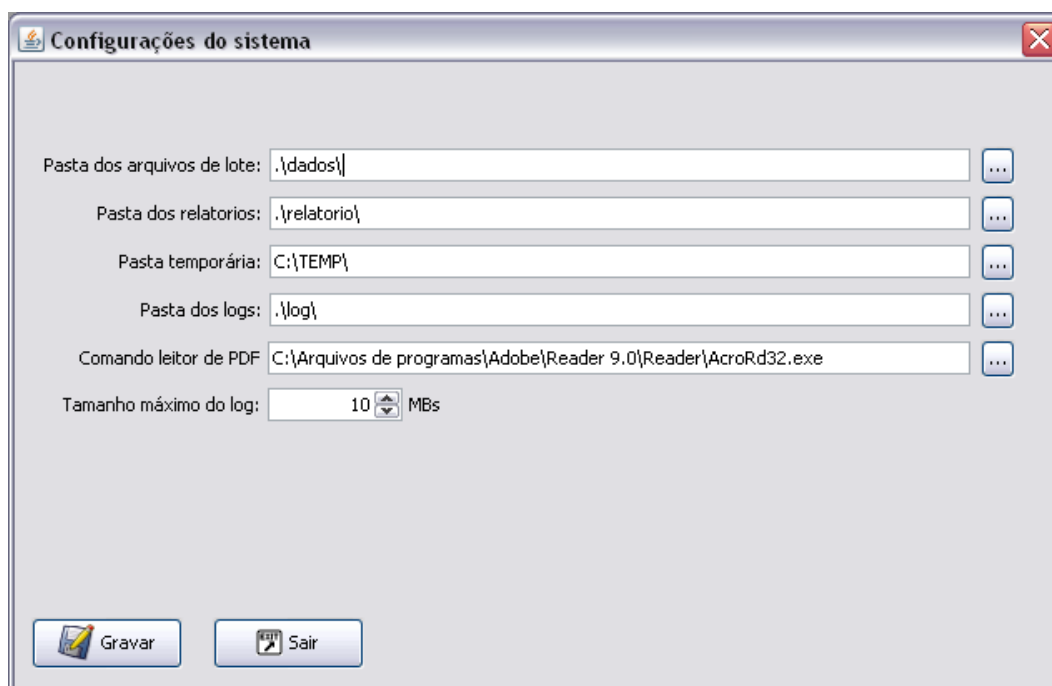 Configurações do sistema
Pasta dos arquivos de lote: .\dados\ ...
Pasta dos relatorios: .\relatorio\ ...
Pasta temporária: C:\TEMP\ ...
Pasta dos logs: .\log\ ...
Comando leitor de PDF C:\Arquivos de programas\Adobe\Reader 9.0\Reader\AcroRd32.exe ...
Tamanho máximo do log: 10 MBs
Gravar EXIT Sair